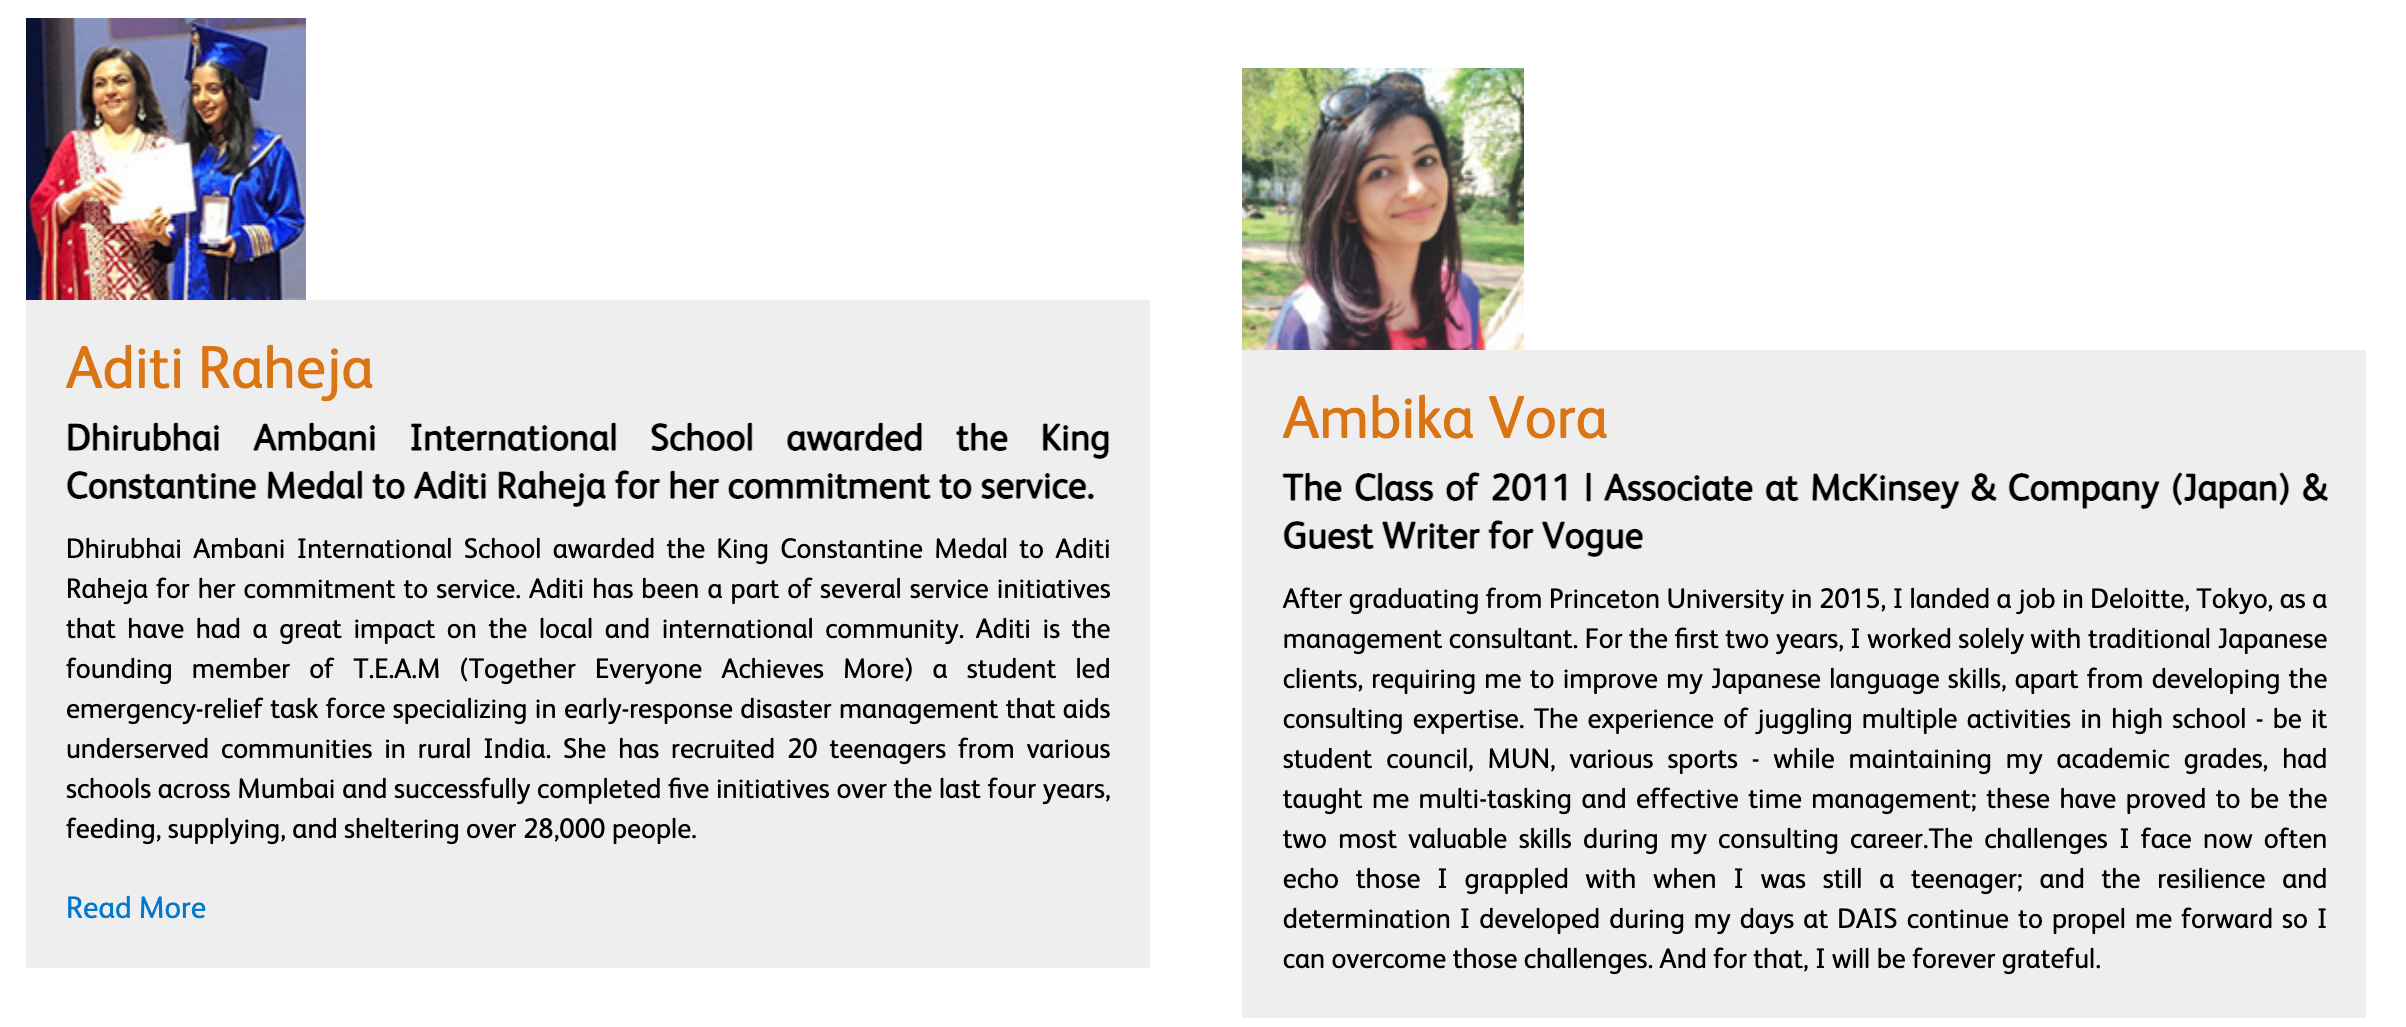 Aditi Raheja
Dhirubhai Ambani International School awarded the King
Constantine Medal to Aditi Raheja for her commitment to service.
Dhirubhai Ambani International School awarded the King Constantine Medal to Aditi
Raheja for her commitment to service. Aditi has been a part of several service initiatives
that have had a great impact on the local and international community. Aditi is the
founding member of T.E.A.M (Together Everyone Achieves More) a student led
emergency-relief task force specializing in early-response disaster management that aids
underserved communities in rural India. She has recruited 20 teenagers from various
schools across Mumbai and successfully completed five initiatives over the last four years,
feeding, supplying, and sheltering over 28,000 people.
Read More
Ambika Vora
The Class of 2011 | Associate at McKinsey & Company (Japan) &
Guest Writer for Vogue
After graduating from Princeton University in 2015, I landed a job in Deloitte, Tokyo, as a
management consultant. For the first two years, I worked solely with traditional Japanese
clients, requiring me to improve my Japanese language skills, apart from developing the
consulting expertise. The experience of juggling multiple activities in high school - be it
student council, MUN, various sports - while maintaining my academic grades, had
taught me multi-tasking and effective time management; these have proved to be the
two most valuable skills during my consulting career.The challenges I face now often
echo those I grappled with when I was still a teenager; and the resilience and
determination I developed during my days at DAIS continue to propel me forward so I
can overcome those challenges. And for that, I will be forever grateful.